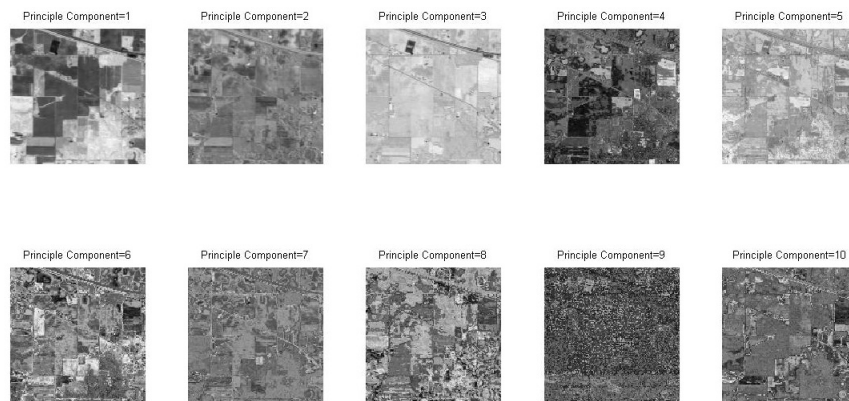 Principle Component=1
Principle Component=2
Principle Component=3
Principle Component=4
Principle Component=5
Principle Component=6
Principle Component=7
Principle Component=8
Principle Component=9
Principle Component=10